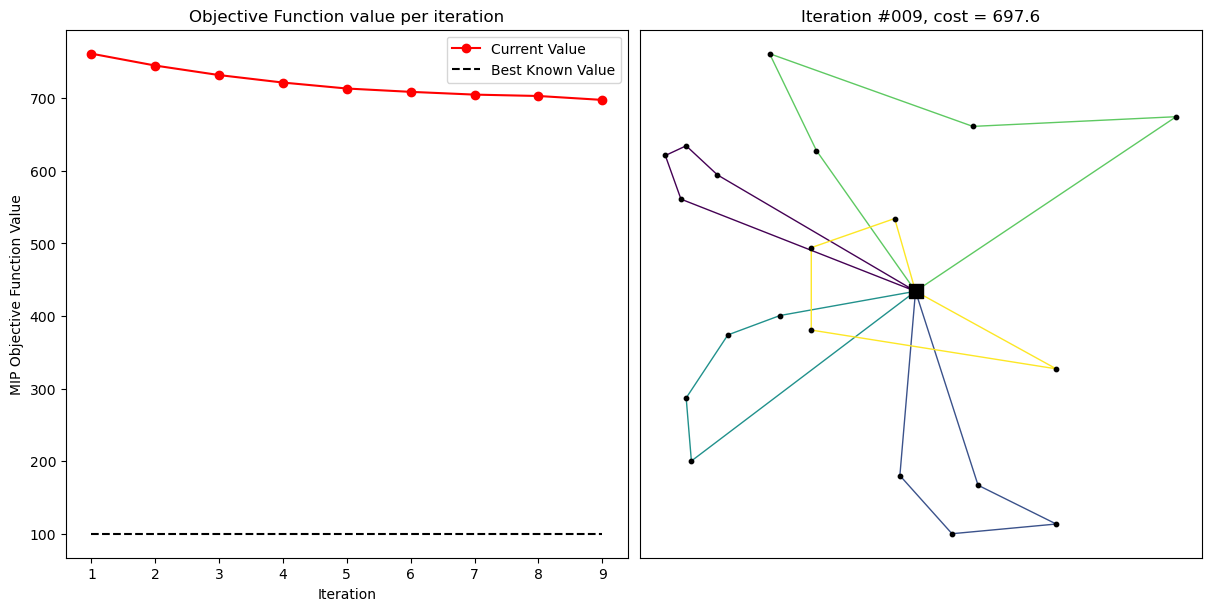 Objective Function value per iteration
Iteration #009, cost = 697.6
Current Value
Best Known Value
MIP Objective Function Value
700
600
500
400
300
200
100
1 2 3 4 5 6 7 8 9
Iteration